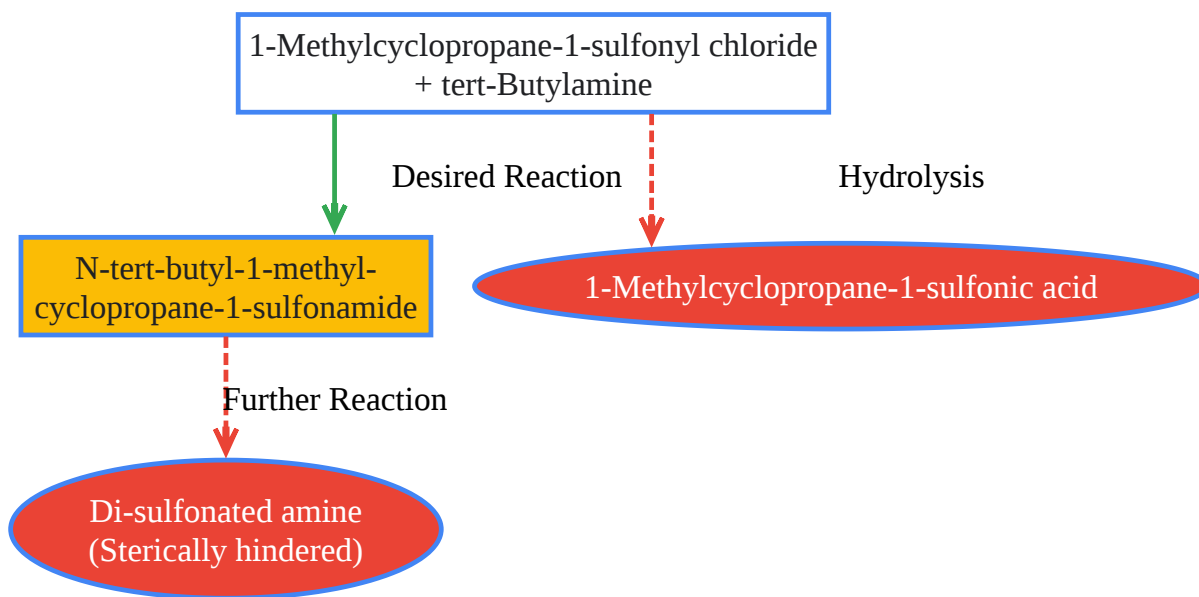 1-Methylcyclopropane-1-sulfonyl chloride
+ tert-Butylamine
Desired Reaction
Hydrolysis
N-tert-butyl-1-methyl-
cyclopropane-1-sulfonamide
1-Methylcyclopropane-1-sulfonic acid
Further Reaction
Di-sulfonated amine
(Sterically hindered)